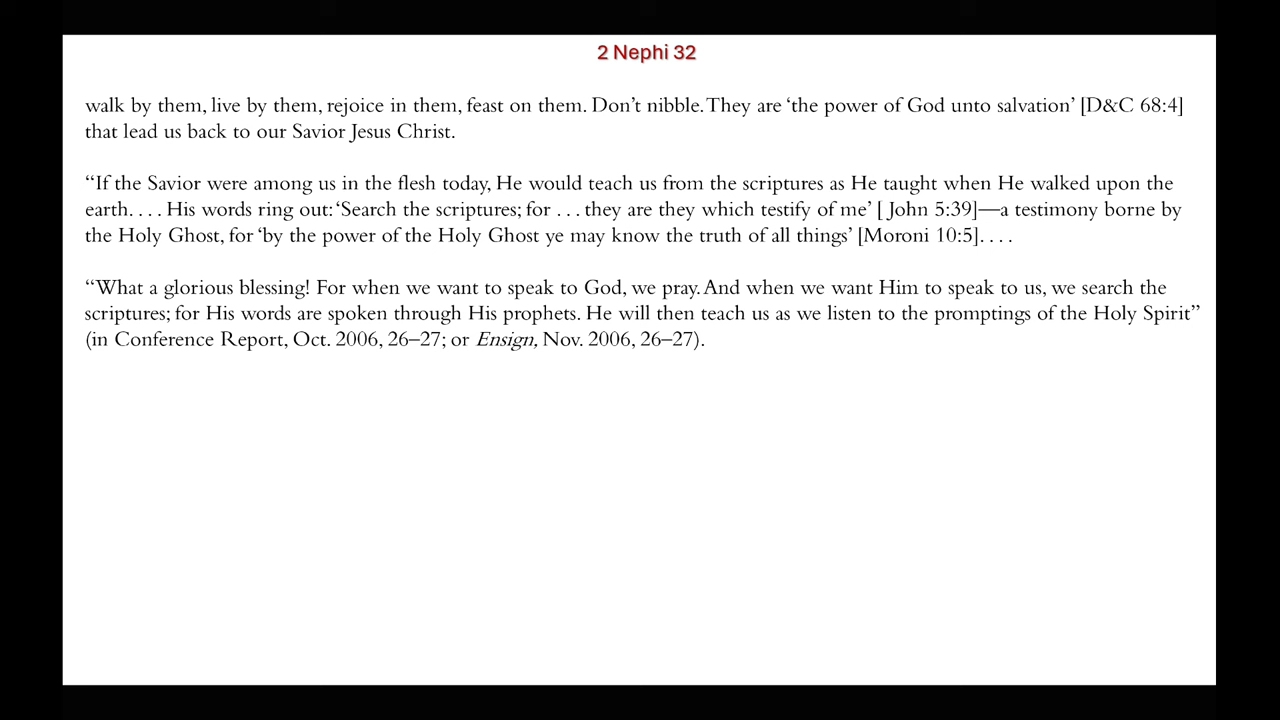 2 Nephi 32
walk by them, live by them, rejoice in them, feast on them. Don’t nibble. They are ‘the power of God unto salvation’ [D&C 68:4]
that lead us back to our Savior Jesus Christ.
“If the Savior were among us in the flesh today, He would teach us from the scriptures as He taught when He walked upon the
earth. . . . His words ring out: ‘Search the scriptures; for . . . they are they which testify of me’ [ John 5:39]—a testimony borne by
the Holy Ghost, for ‘by the power of the Holy Ghost ye may know the truth of all things’ [Moroni 10:5]. . . .
“What a glorious blessing! For when we want to speak to God, we pray. And when we want Him to speak to us, we search the
scriptures; for His words are spoken through His prophets. He will then teach us as we listen to the promptings of the Holy Spirit”
(in Conference Report, Oct. 2006, 26–27; or Ensign, Nov. 2006, 26–27).